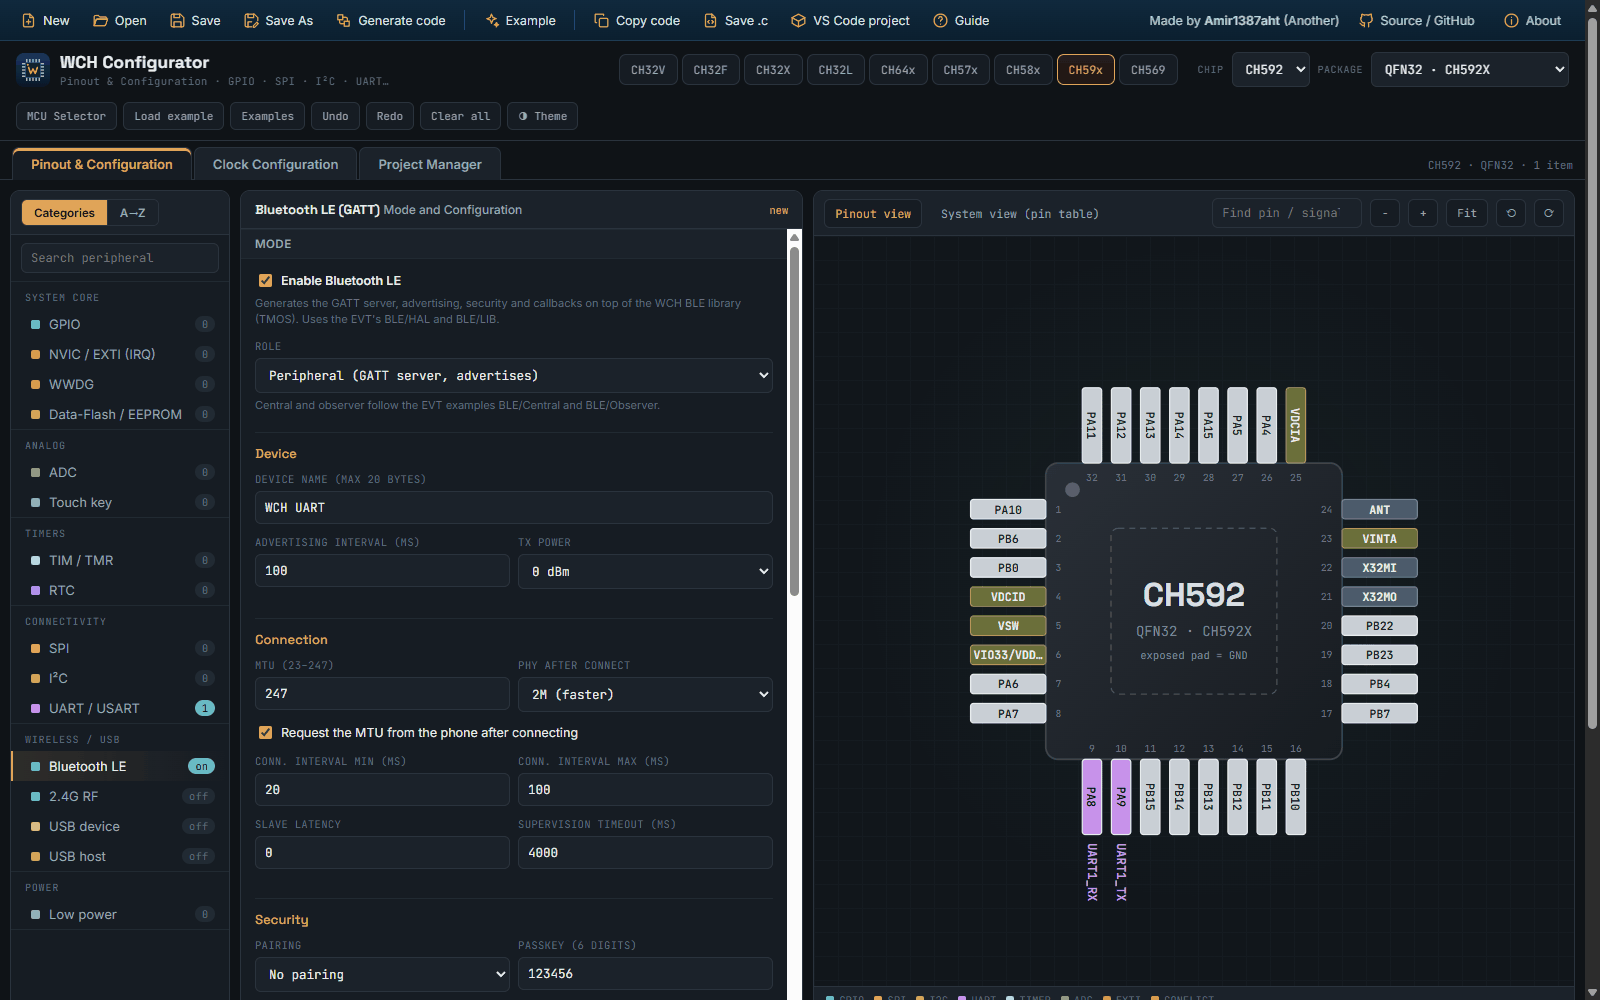 New Open Save Save As Generate code Example Copy code Save .c VS Code project Guide Made by Amir1387aht (Another) Source / GitHub About
WCH Configurator
Pinout & Configuration · GPIO · SPI · I²C · UART…
CH32V CH32F CH32X CH32L CH64x CH57x CH58x CH59x CH569 CHIP CH592 PACKAGE QFN32 · CH592X
MCU Selector Load example Examples Undo Redo Clear all Theme
Pinout & Configuration Clock Configuration Project Manager CH592 · QFN32 · 1 item
Categories A–Z
Search peripheral
SYSTEM CORE
GPIO 0
NVIC / EXTI (IRQ) 0
WWDG 0
Data-Flash / EEPROM 0
ANALOG
ADC 0
Touch key 0
TIMERS
TIM / TMR 0
RTC 0
CONNECTIVITY
SPI 0
I²C 0
UART / USART 1
WIRELESS / USB
Bluetooth LE on
2.4G RF off
USB device off
USB host off
POWER
Low power 0
Bluetooth LE (GATT) Mode and Configuration new
MODE
Enable Bluetooth LE
Generates the GATT server, advertising, security and callbacks on top of the WCH BLE library
(TMOS). Uses the EVT's BLE/HAL and BLE/LIB.
ROLE
Peripheral (GATT server, advertises)
Central and observer follow the EVT examples BLE/Central and BLE/Observer.
Device
DEVICE NAME (MAX 20 BYTES)
WCH UART
ADVERTISING INTERVAL (MS) TX POWER
100 0 dBm
Connection
MTU (23–247) PHY AFTER CONNECT
247 2M (faster)
Request the MTU from the phone after connecting
CONN. INTERVAL MIN (MS) CONN. INTERVAL MAX (MS)
20 100
SLAVE LATENCY SUPERVISION TIMEOUT (MS)
0 4000
Security
PAIRING PASSKEY (6 DIGITS)
No pairing 123456
Pinout view System view (pin table) Find pin / signa - + Fit
PA11 PA12 PA13 PA14 PA15 PA5 PA4 VDCIA
32 31 30 29 28 27 26 25
PA10 1 24 ANT
PB6 2 23 VINTA
PB0 3 22 X32MI
VDCID 4 21 X32MO
VSW 5 20 PB22
VIO33/VDD… 6 19 PB23
PA6 7 18 PB4
PA7 8 17 PB7
CH592
QFN32 · CH592X
exposed pad = GND
9 10 11 12 13 14 15 16
PA8 PA9 PB15 PB14 PB13 PB12 PB11 PB10
UART1_RX UART1_TX
GPIO SPI I2C UART TIMER ADC EXTI CONFLICT